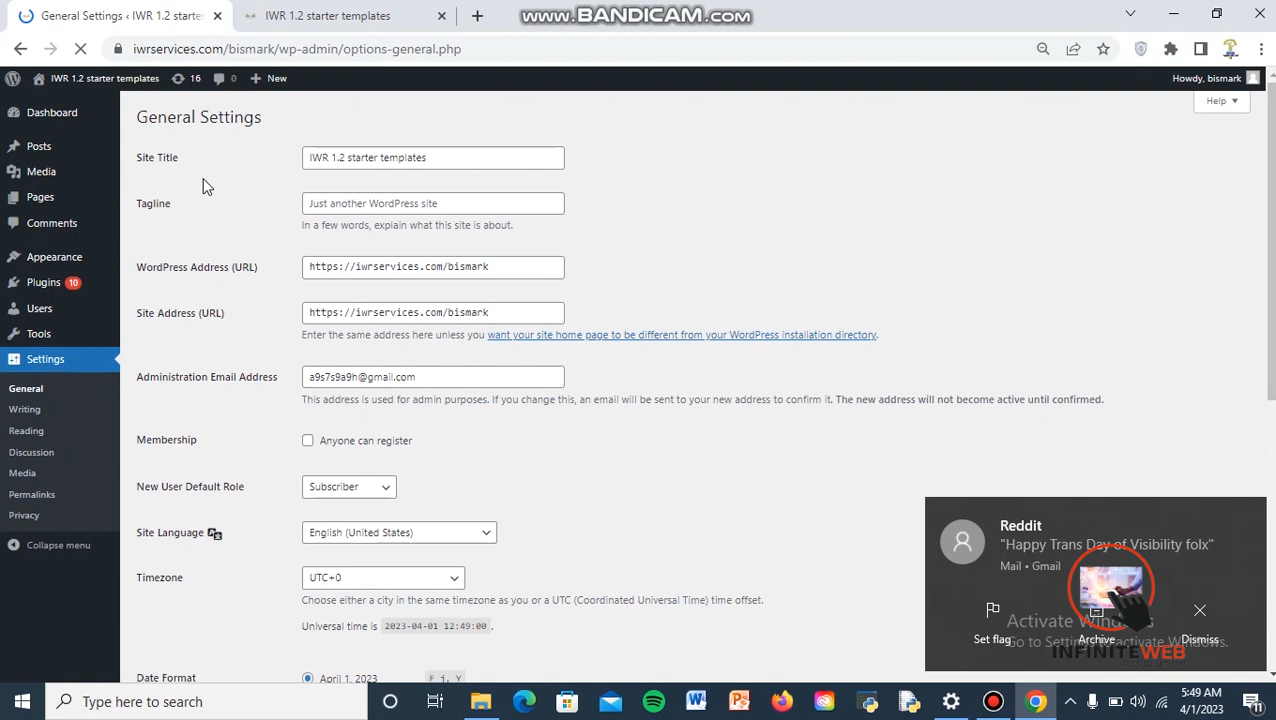 www.BANDICAM.com
General Settings ‹ IWR 1.2 starter
IWR 1.2 starter templates
iwrservices.com/bismark/wp-admin/options-general.php
IWR 1.2 starter templates
16
0
New
Howdy, bismark
Dashboard
Posts
Media
Pages
Comments
Appearance
Plugins 10
Users
Tools
Settings
General
Writing
Reading
Discussion
Media
Permalinks
Privacy
Collapse menu
General Settings
Help
Site Title
IWR 1.2 starter templates
Tagline
Just another WordPress site
In a few words, explain what this site is about.
WordPress Address (URL)
https://iwrservices.com/bismark
Site Address (URL)
https://iwrservices.com/bismark
Enter the same address here unless you want your site home page to be different from your WordPress installation directory.
Administration Email Address
a9s7s9a9h@gmail.com
This address is used for admin purposes. If you change this, an email will be sent to your new address to confirm it. The new address will not become active until confirmed.
Membership
Anyone can register
New User Default Role
Subscriber
Site Language
English (United States)
Timezone
UTC+0
Choose either a city in the same timezone as you or a UTC (Coordinated Universal Time) time offset.
Universal time is 2023-04-01 12:49:00.
Date Format
April 1, 2023
F j, Y
Reddit
"Happy Trans Day of Visibility folx"
Mail • Gmail
Activate Windows
Go to Settings to activate Windows.
Set flag
Archive
Dismiss
INFINITEWEB
Type here to search
5:49 AM
4/1/2023
11